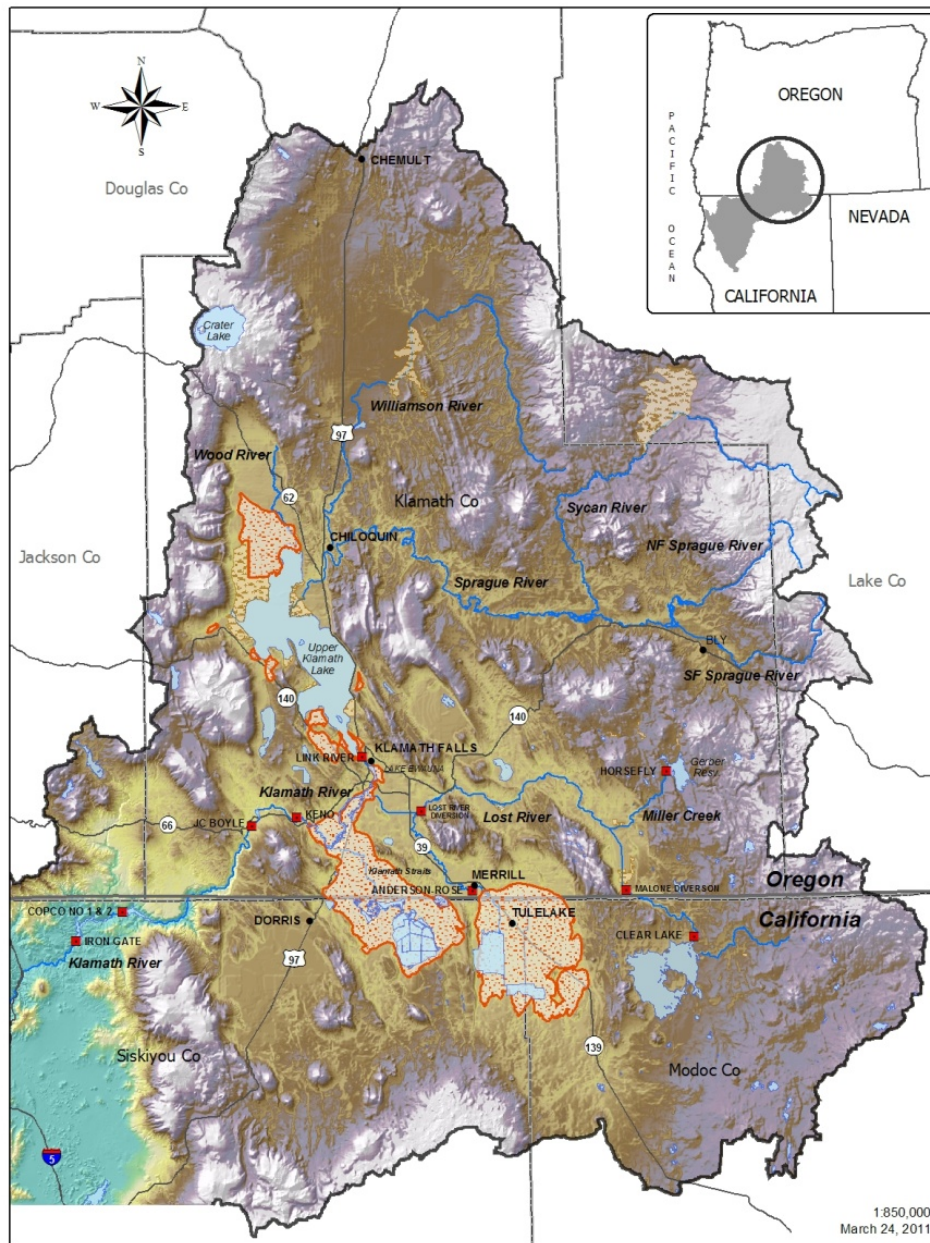 N
W
E
S
OREGON
PACIFIC
OCEAN
NEVADA
CALIFORNIA
Douglas Co
CHEMULT
Crater
Lake
Williamson River
97
Wood River
62
Klamath Co
Sycan River
CHILOQUIN
NF Sprague River
Jackson Co
Sprague River
Lake Co
BLY
Upper
Klamath
Lake
SF Sprague River
140
140
KLAMATH FALLS
LINK RIVER
LAKE EWAUNA
HORSEFLY
Gerber
Resv.
Klamath River
LOST RIVER
DIVERSION
Lost River
Miller Creek
KENO
66
JC BOYLE
39
Klamath Straits
MERRILL
ANDERSON-ROSE
MALONE DIVERSON
Oregon
California
COPCO NO 1 & 2
DORRIS
TULELAKE
CLEAR LAKE
IRON GATE
Klamath River
97
139
Siskiyou Co
Modoc Co
5
1:850,000
March 24, 2011